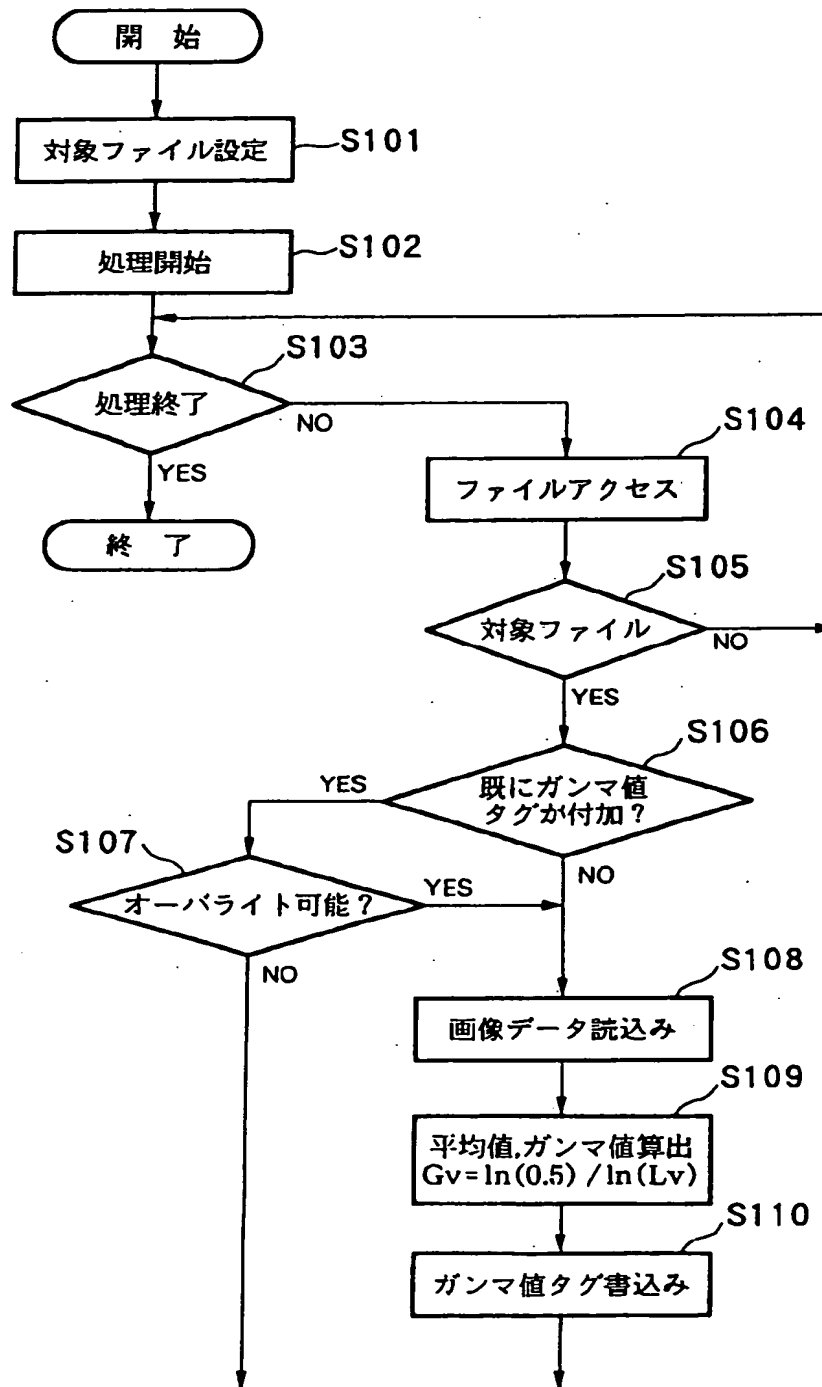 開 始
対象ファイル設定
S101
処理開始
S102
処理終了
S103
NO
YES
終 了
ファイルアクセス
S104
対象ファイル
S105
NO
YES
既にガンマ値
タグが付加？
S106
YES
NO
オーバライト可能？
S107
YES
NO
画像データ読込み
S108
平均値,ガンマ値算出
Gv=ln(0.5)/ln(Lv)
S109
ガンマ値タグ書込み
S110